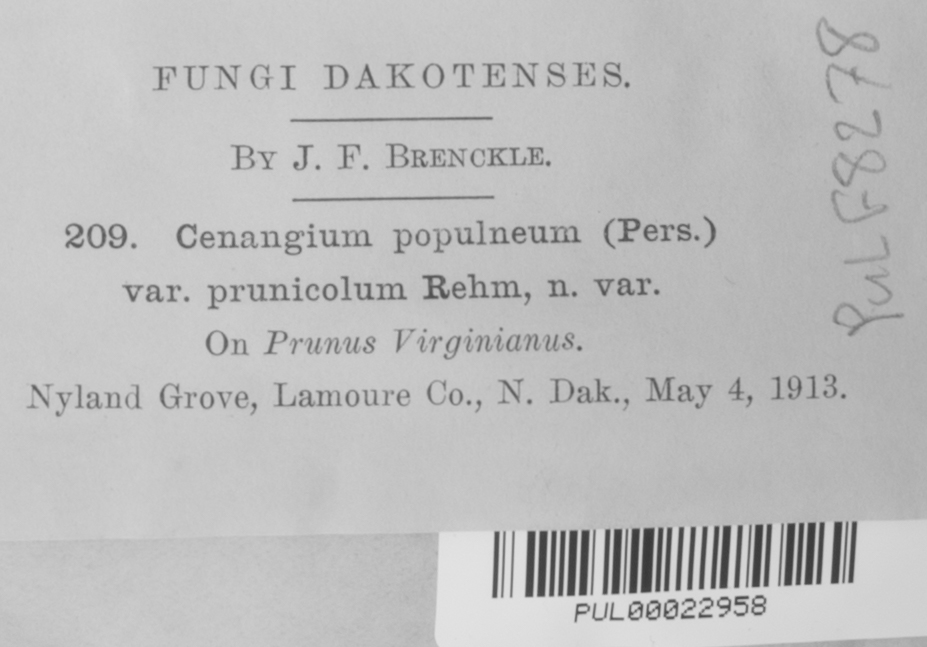 FUNGI DAKOTENSES.
BY J. F. BRENCKLE.
209. Cenangium populneum (Pers.)
var. prunicolum Rehm, n. var.
On Prunus Virginianus.
Nyland Grove, Lamoure Co., N. Dak., May 4, 1913.
PUL F8278
PUL00022958